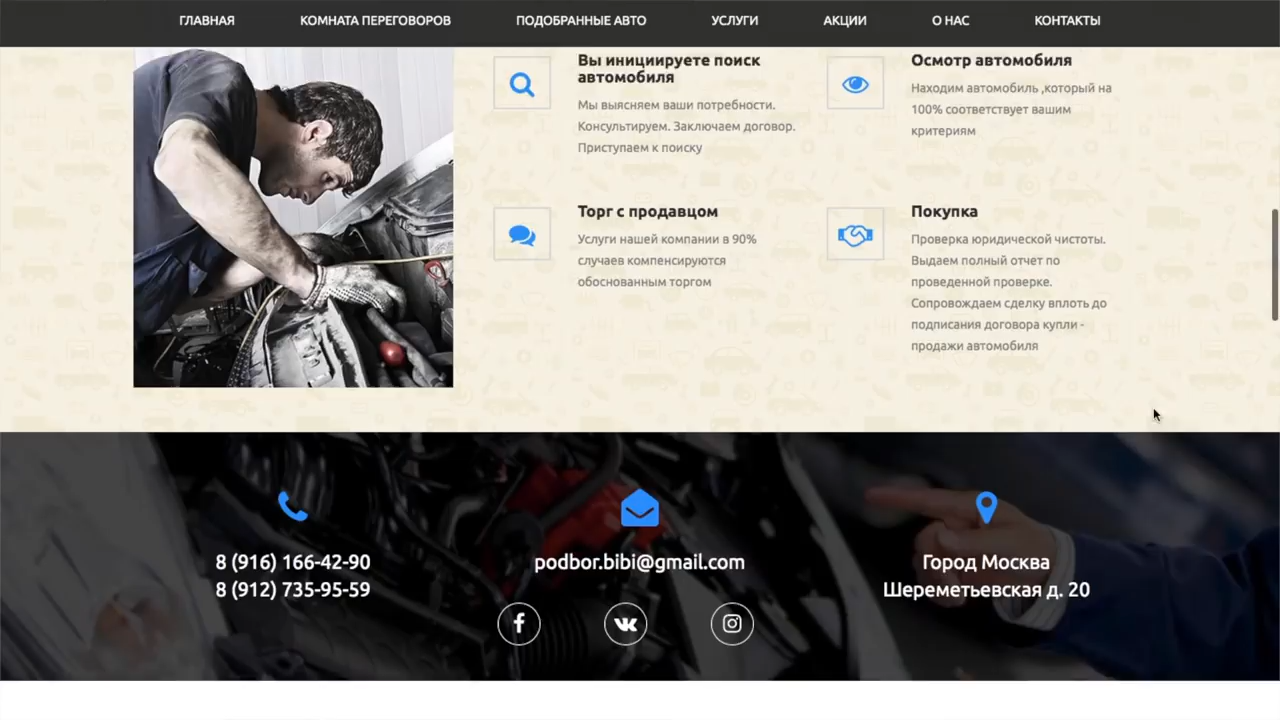 ГЛАВНАЯ КОМНАТА ПЕРЕГОВОРОВ ПОДОБРАННЫЕ АВТО УСЛУГИ АКЦИИ О НАС КОНТАКТЫ
Вы инициируете поиск
автомобиля
Мы выясняем ваши потребности.
Консультируем. Заключаем договор.
Приступаем к поиску
Осмотр автомобиля
Находим автомобиль ,который на
100% соответствует вашим
критериям
Торг с продавцом
Услуги нашей компании в 90%
случаев компенсируются
обоснованным торгом
Покупка
Проверка юридической чистоты.
Выдаем полный отчет по
проведенной проверке.
Сопровождаем сделку вплоть до
подписания договора купли -
продажи автомобиля
8 (916) 166-42-90
8 (912) 735-95-59
podbor.bibi@gmail.com
Город Москва
Шереметьевская д. 20